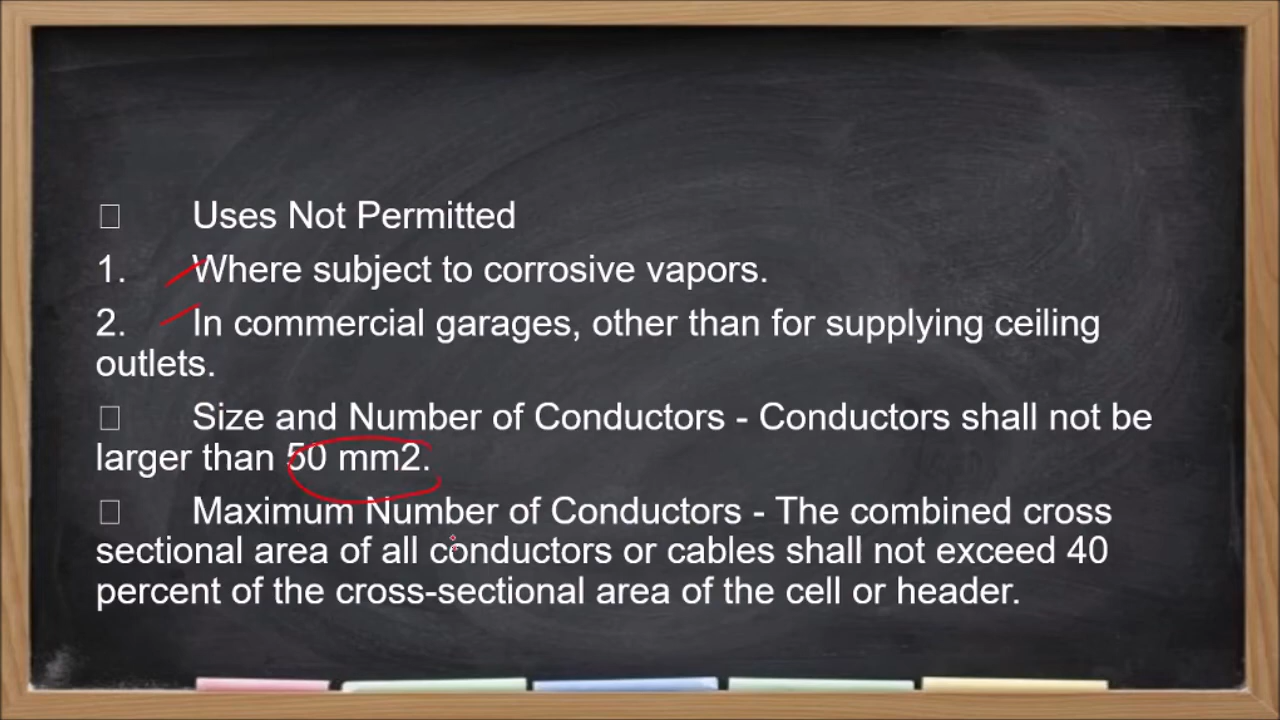 Uses Not Permitted
1. Where subject to corrosive vapors.
2. In commercial garages, other than for supplying ceiling
outlets.
Size and Number of Conductors - Conductors shall not be
larger than 50 mm2.
Maximum Number of Conductors - The combined cross
sectional area of all conductors or cables shall not exceed 40
percent of the cross-sectional area of the cell or header.